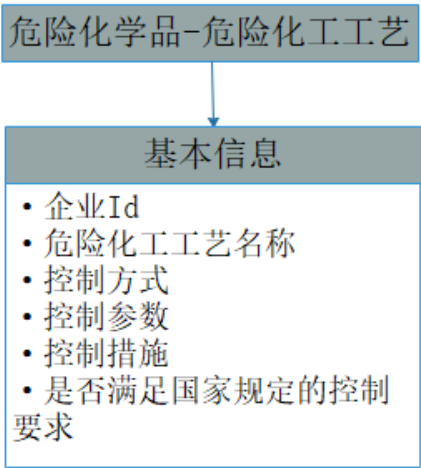 危险化学品-危险化工工艺
基本信息
•企业Id
•危险化工工艺名称
•控制方式
•控制参数
•控制措施
•是否满足国家规定的控制
要求